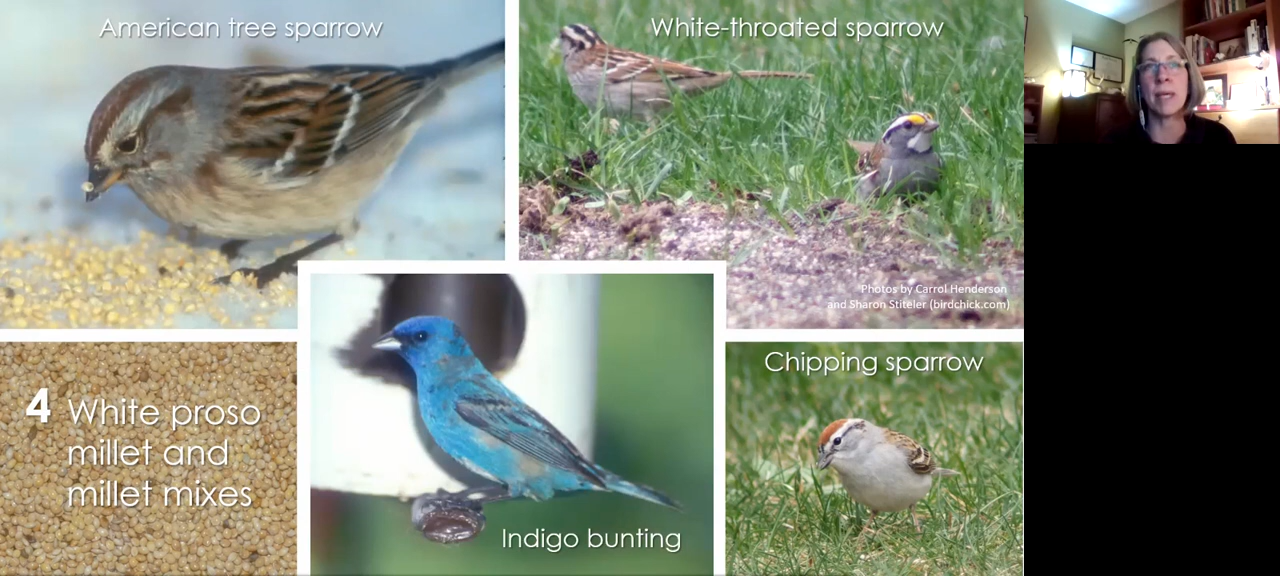 American tree sparrow
White-throated sparrow
Photos by Carrol Henderson
and Sharon Stiteler (birdchick.com)
4 White proso
millet and
millet mixes
Indigo bunting
Chipping sparrow